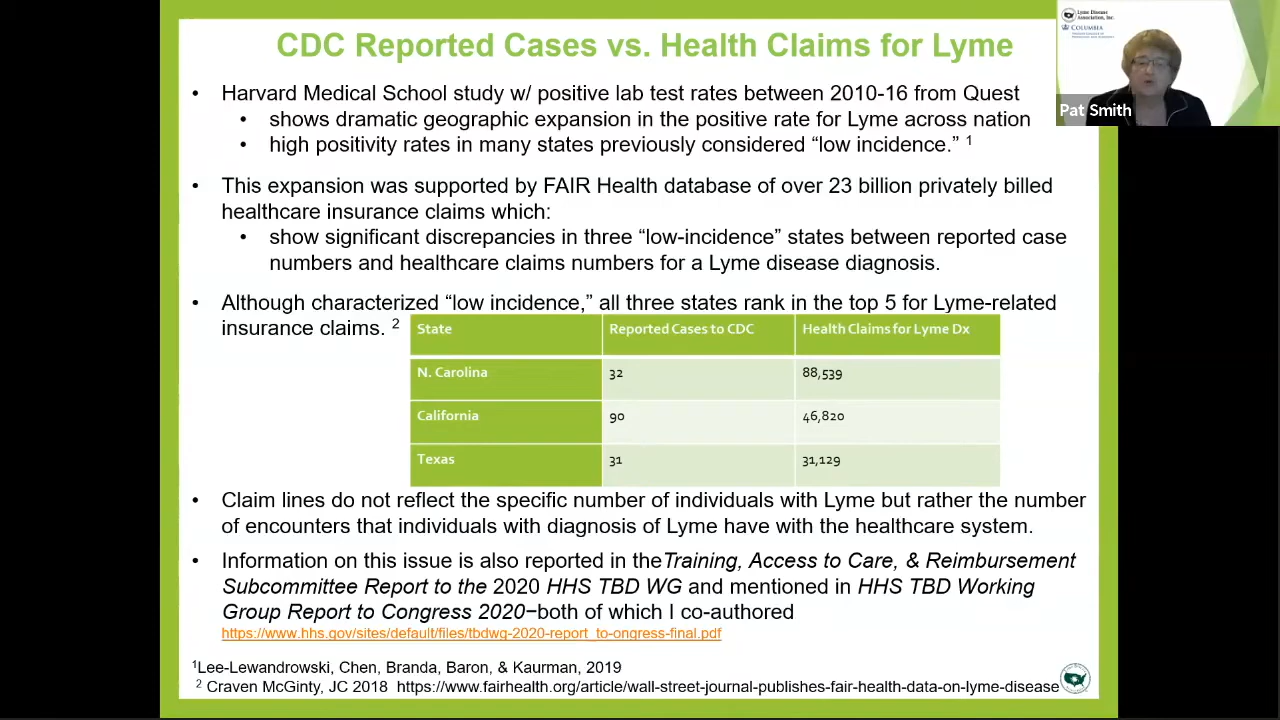 CDC Reported Cases vs. Health Claims for Lyme
Lyme Disease
Association, Inc.
COLUMBIA
Pat Smith
• Harvard Medical School study w/ positive lab test rates between 2010-16 from Quest
• shows dramatic geographic expansion in the positive rate for Lyme across nation
• high positivity rates in many states previously considered “low incidence.” 1
• This expansion was supported by FAIR Health database of over 23 billion privately billed
healthcare insurance claims which:
• show significant discrepancies in three “low-incidence” states between reported case
numbers and healthcare claims numbers for a Lyme disease diagnosis.
• Although characterized “low incidence,” all three states rank in the top 5 for Lyme-related
insurance claims. 2
State Reported Cases to CDC Health Claims for Lyme Dx
N. Carolina 32 88,539
California 90 46,820
Texas 31 31,129
• Claim lines do not reflect the specific number of individuals with Lyme but rather the number
of encounters that individuals with diagnosis of Lyme have with the healthcare system.
• Information on this issue is also reported in theTraining, Access to Care, & Reimbursement
Subcommittee Report to the 2020 HHS TBD WG and mentioned in HHS TBD Working
Group Report to Congress 2020–both of which I co-authored
https://www.hhs.gov/sites/default/files/tbdwg-2020-report_to-ongress-final.pdf
1Lee-Lewandrowski, Chen, Branda, Baron, & Kaurman, 2019
2 Craven McGinty, JC 2018 https://www.fairhealth.org/article/wall-street-journal-publishes-fair-health-data-on-lyme-disease